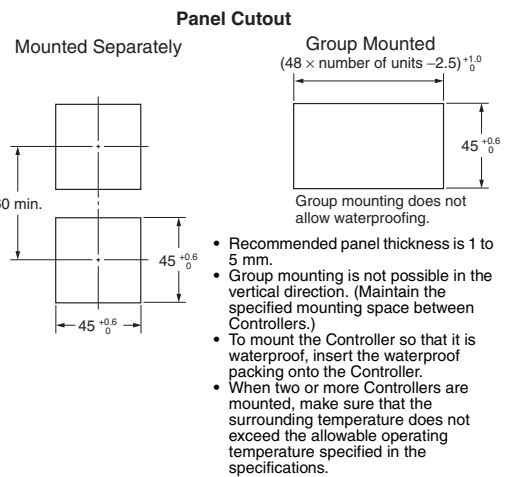 Panel Cutout
Mounted Separately
60 min.
45 +0.6 0
45 +0.6 0
Group Mounted
(48 × number of units −2.5) +1.0 0
45 +0.6 0
Group mounting does not
allow waterproofing.
• Recommended panel thickness is 1 to
5 mm.
• Group mounting is not possible in the
vertical direction. (Maintain the
specified mounting space between
Controllers.)
• To mount the Controller so that it is
waterproof, insert the waterproof
packing onto the Controller.
• When two or more Controllers are
mounted, make sure that the
surrounding temperature does not
exceed the allowable operating
temperature specified in the
specifications.